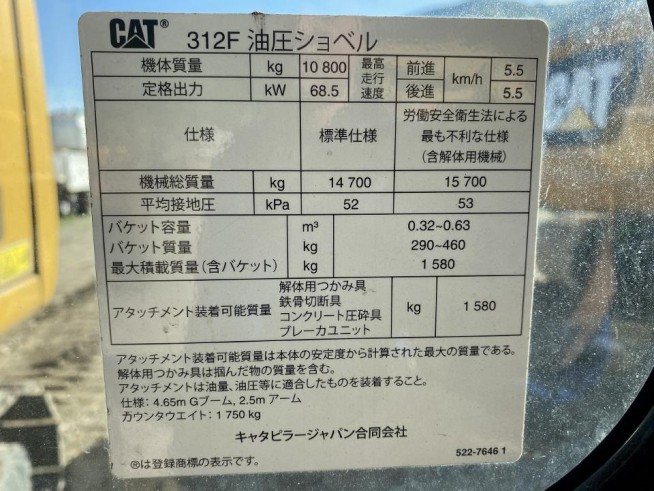 CAT® 312F 油圧ショベル
機体質量 kg 10 800 最高走行速度 前進 km/h 5.5
定格出力 kW 68.5 後進 5.5
仕様 標準仕様 労働安全衛生法による
最も不利な仕様
(含解体用機械)
機械総質量 kg 14 700 15 700
平均接地圧 kPa 52 53
バケット容量 m³ 0.32~0.63
バケット質量 kg 290~460
最大積載質量(含バケット) kg 1 580
アタッチメント装着可能質量 解体用つかみ具 kg 1 580
鉄骨切断具
コンクリート圧砕具
ブレーカユニット
アタッチメント装着可能質量は本体の安定度から計算された最大の質量である。
解体用つかみ具は掴んだ物の質量を含む。
アタッチメントは油量、油圧等に適合したものを装着すること。
仕様:4.65m Gブーム, 2.5m アーム
カウンタウエイト:1 750 kg
キャタピラージャパン合同会社
522-7646 1
®は登録商標の表示です。
CAT